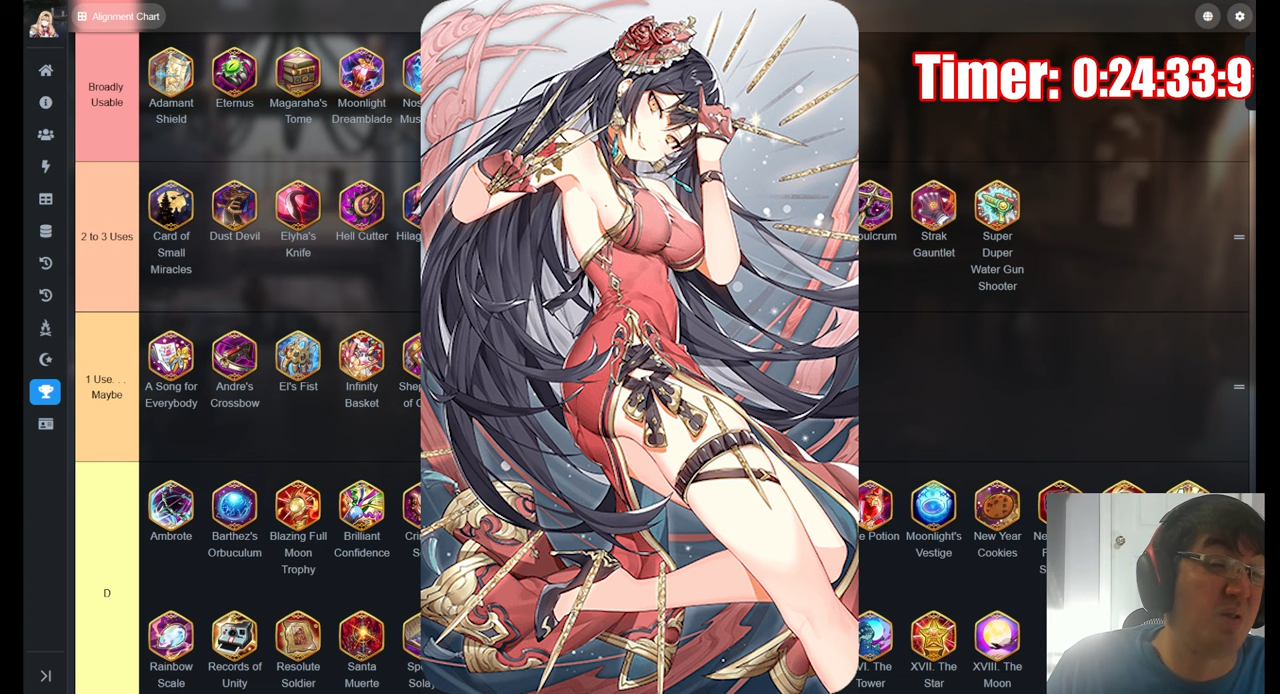 Alignment Chart
Timer: 0:24:33:9
Broadly
Usable
Adamant
Shield
Eternus
Magaraha's
Tome
Moonlight
Dreamblade
2 to 3 Uses
Card of
Small
Miracles
Dust Devil
Elyha's
Knife
Hell Cutter
Strak
Gauntlet
Super
Duper
Water Gun
Shooter
1 Use. . .
Maybe
A Song for
Everybody
Andre's
Crossbow
El's Fist
Infinity
Basket
D
Ambrote
Barthez's
Orbuculum
Blazing Full
Moon
Trophy
Brilliant
Confidence
Potion
Moonlight's
Vestige
New Year
Cookies
Rainbow
Scale
Records of
Unity
Resolute
Soldier
Santa
Muerte
VI. The
Tower
XVII. The
Star
XVIII. The
Moon